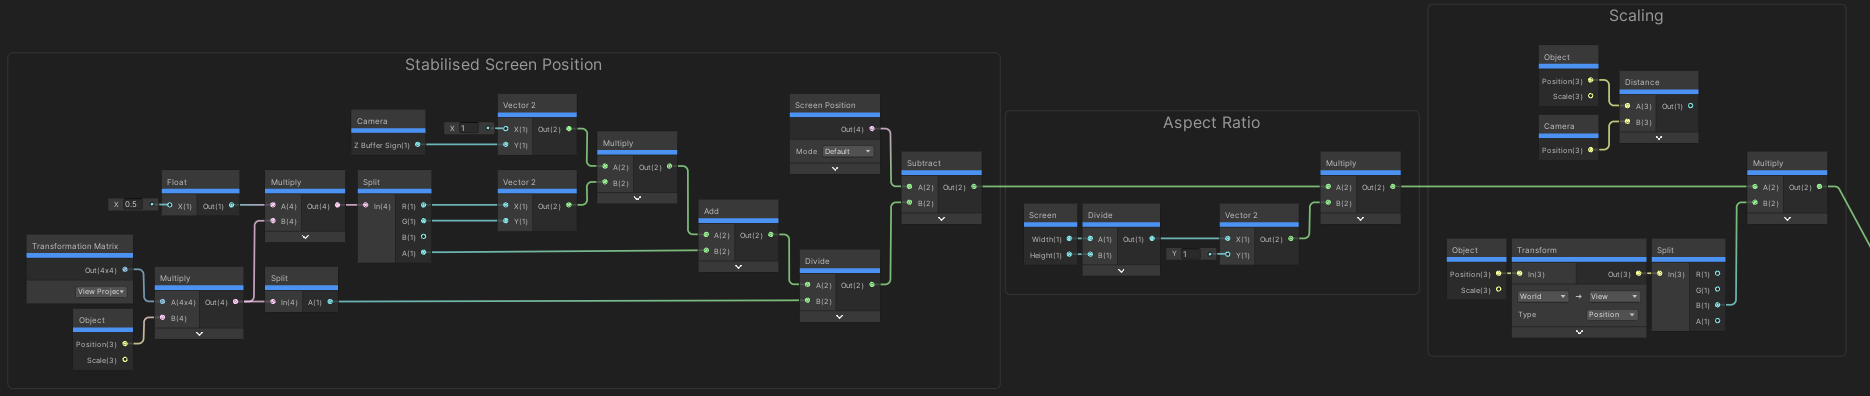 Stabilised Screen Position
Camera
Z Buffer Sign(1)
X 1
Vector 2
X(1) Out(2)
Y(1)
Multiply
A(2) Out(2)
B(2)
Screen Position
Out(4)
Mode Default
Subtract
A(2) Out(2)
B(2)
X 0.5
Float
X(1) Out(1)
Multiply
A(4) Out(4)
B(4)
Split
In(4) R(1)
G(1)
B(1)
A(1)
Vector 2
X(1) Out(2)
Y(1)
Add
A(2) Out(2)
B(2)
Transformation Matrix
Out(4x4)
View Projec
Object
Position(3)
Scale(3)
Multiply
A(4x4) Out(4)
B(4)
Split
In(4) A(1)
Divide
A(2) Out(2)
B(2)
Aspect Ratio
Screen
Width(1)
Height(1)
Divide
A(1) Out(1)
B(1)
Y 1
Vector 2
X(1) Out(2)
Y(1)
Multiply
A(2) Out(2)
B(2)
Scaling
Object
Position(3)
Scale(3)
Camera
Position(3)
Distance
A(3) Out(1)
B(3)
Object
Position(3)
Scale(3)
Transform
In(3) Out(3)
World → View
Type Position
Split
In(3) R(1)
G(1)
B(1)
A(1)
Multiply
A(2) Out(2)
B(2)